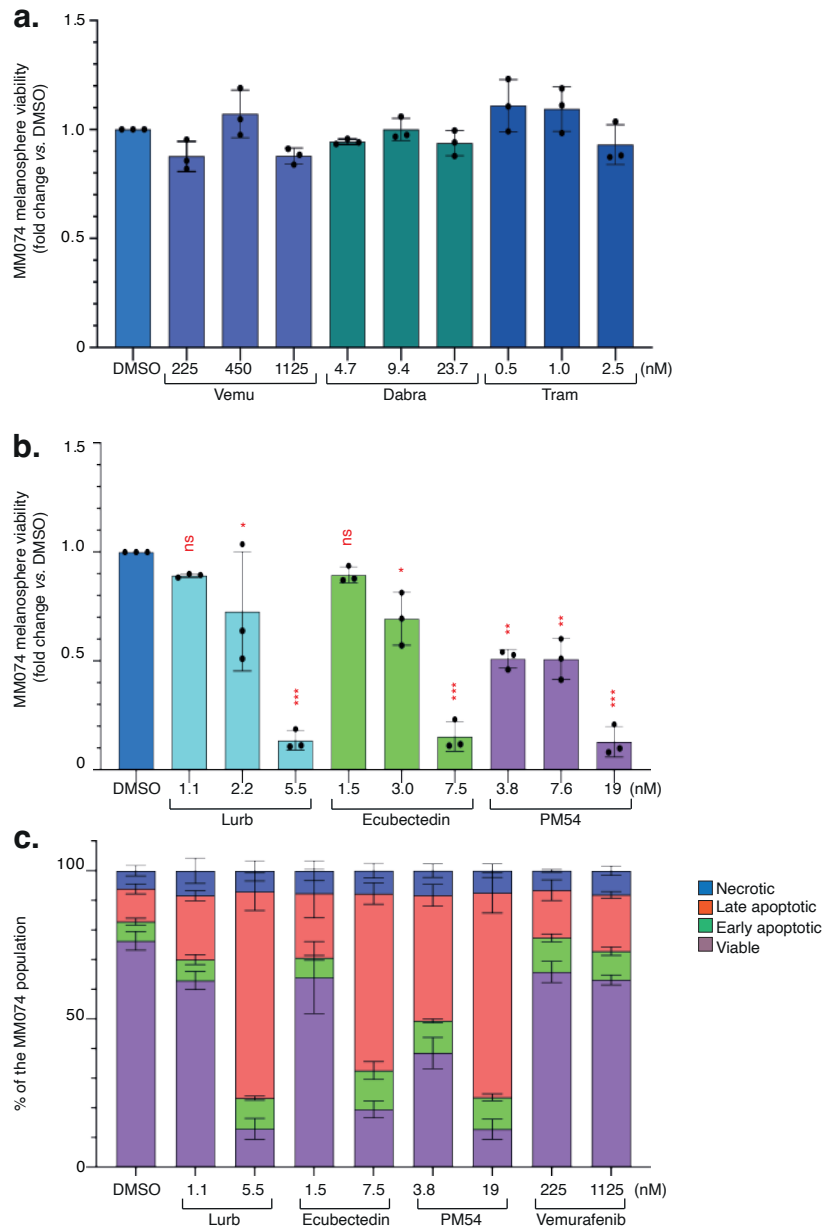 a.
MM074 melanosphere viability
(fold change vs. DMSO)
1.5
1.0
0.5
0
DMSO 225 450 1125 4.7 9.4 23.7 0.5 1.0 2.5 (nM)
Vemu Dabra Tram
b.
MM074 melanosphere viability
(fold change vs. DMSO)
1.5
1.0
0.5
0
ns * *** ns * *** ** ** ***
DMSO 1.1 2.2 5.5 1.5 3.0 7.5 3.8 7.6 19 (nM)
Lurb Ecubectedin PM54
c.
% of the MM074 population
100
50
0
Necrotic
Late apoptotic
Early apoptotic
Viable
DMSO 1.1 5.5 1.5 7.5 3.8 19 225 1125 (nM)
Lurb Ecubectedin PM54 Vemurafenib